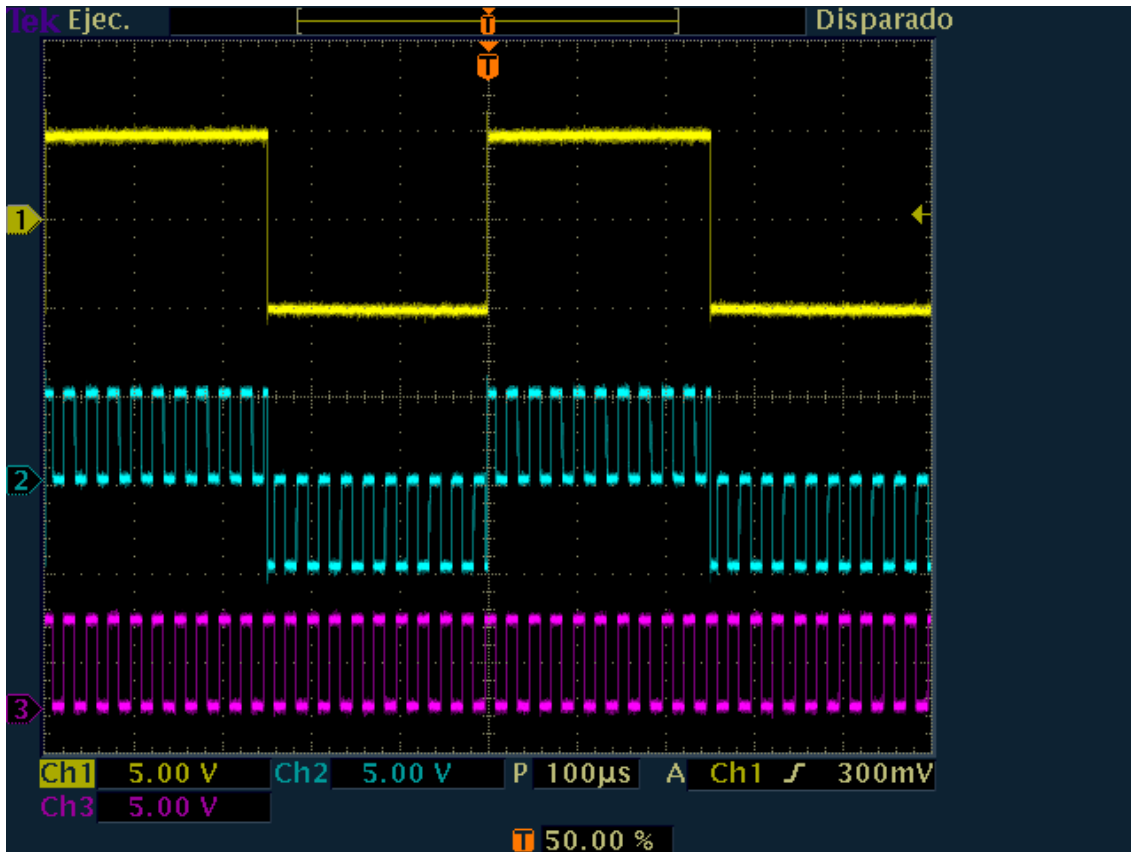 Tek Ejec. Disparado
T
T
1
2
3
Ch1 5.00 V Ch2 5.00 V P 100µs A Ch1 300mV
Ch3 5.00 V
T 50.00 %